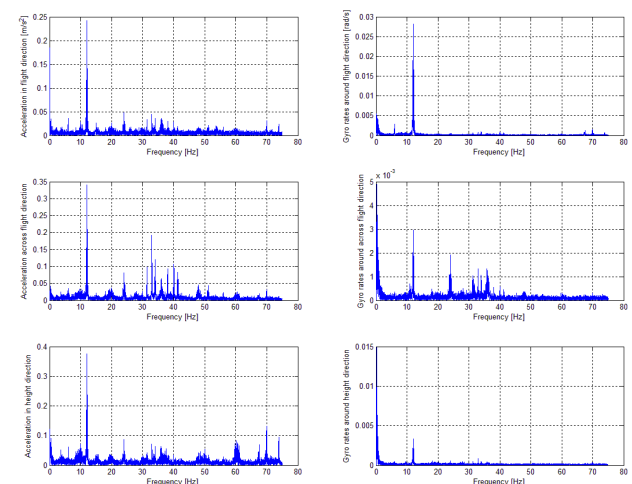 Acceleration in flight direction [m/s²]
0.25
0.2
0.15
0.1
0.05
0
0 10 20 30 40 50 60 70 80
Frequency [Hz]
Gyro rates around flight direction [rad/s]
0.03
0.025
0.02
0.015
0.01
0.005
0
0 10 20 30 40 50 60 70 80
Frequency [Hz]
Acceleration across flight direction
0.35
0.3
0.25
0.2
0.15
0.1
0.05
0
0 10 20 30 40 50 60 70 80
Frequency [Hz]
Gyro rates around across flight direction
x 10⁻³
5
4
3
2
1
0
0 10 20 30 40 50 60 70 80
Frequency [Hz]
Acceleration in height direction
0.4
0.3
0.2
0.1
0
0 10 20 30 40 50 60 70 80
Frequency [Hz]
Gyro rates around height direction
0.015
0.01
0.005
0
0 10 20 30 40 50 60 70 80
Frequency [Hz]